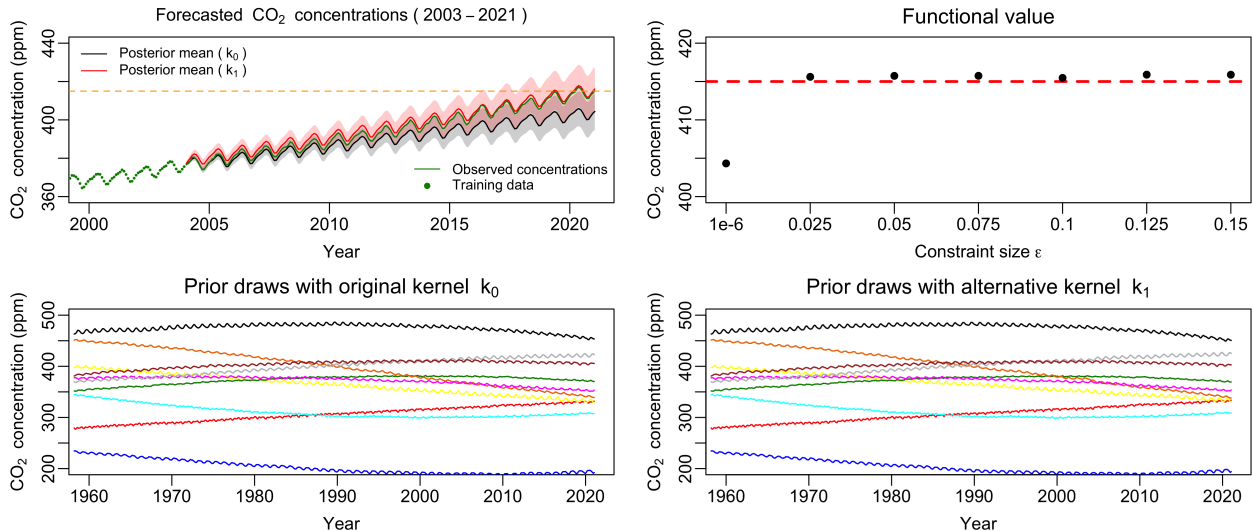 Forecasted CO₂ concentrations ( 2003 – 2021 )
CO₂ concentration (ppm)
440
400
360
Posterior mean ( k₀ )
Posterior mean ( k₁ )
Observed concentrations
Training data
2000 2005 2010 2015 2020
Year
Functional value
CO₂ concentration (ppm)
420
410
400
1e-6 0.025 0.05 0.075 0.1 0.125 0.15
Constraint size ε
Prior draws with original kernel k₀
CO₂ concentration (ppm)
500
400
300
200
1960 1970 1980 1990 2000 2010 2020
Year
Prior draws with alternative kernel k₁
CO₂ concentration (ppm)
500
400
300
200
1960 1970 1980 1990 2000 2010 2020
Year